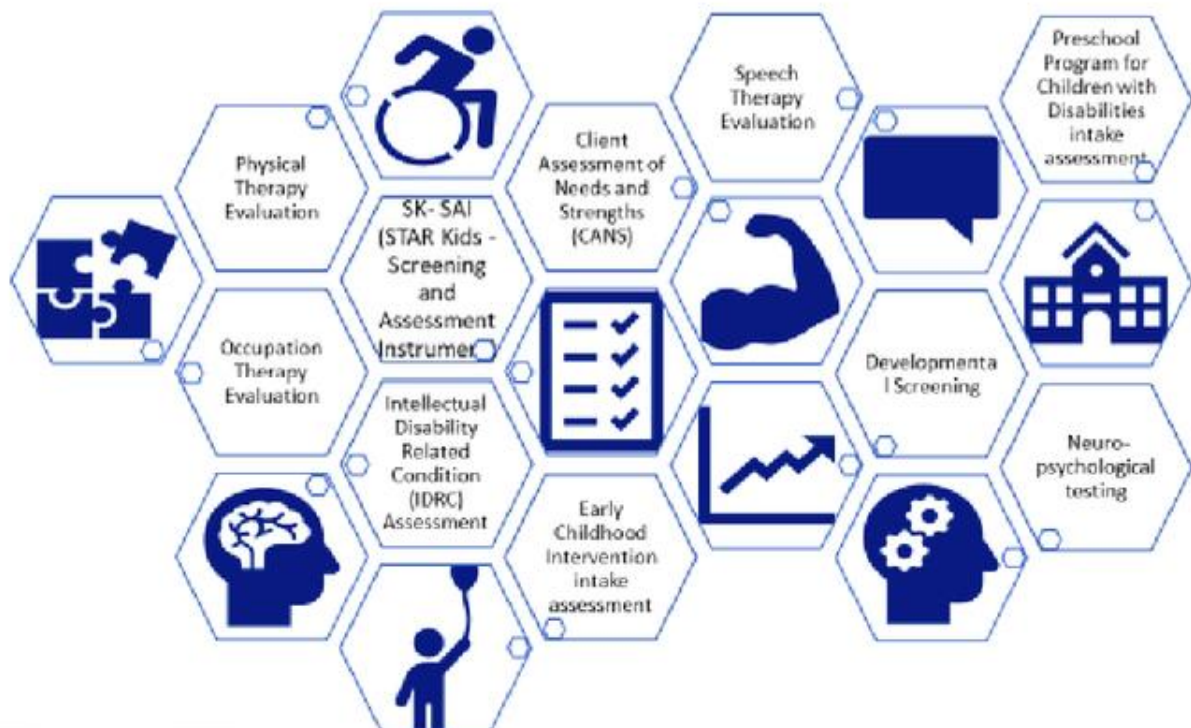 Physical
Therapy
Evaluation
SK- SAI
(STAR Kids -
Screening
and
Assessment
Instrument)
Client
Assessment of
Needs and
Strengths
(CANS)
Speech
Therapy
Evaluation
Preschool
Program for
Children with
Disabilities
intake
assessment
Occupation
Therapy
Evaluation
Intellectual
Disability
Related
Condition
(IDRC)
Assessment
Early
Childhood
Intervention
intake
assessment
Developmenta
l Screening
Neuro-
psychological
testing